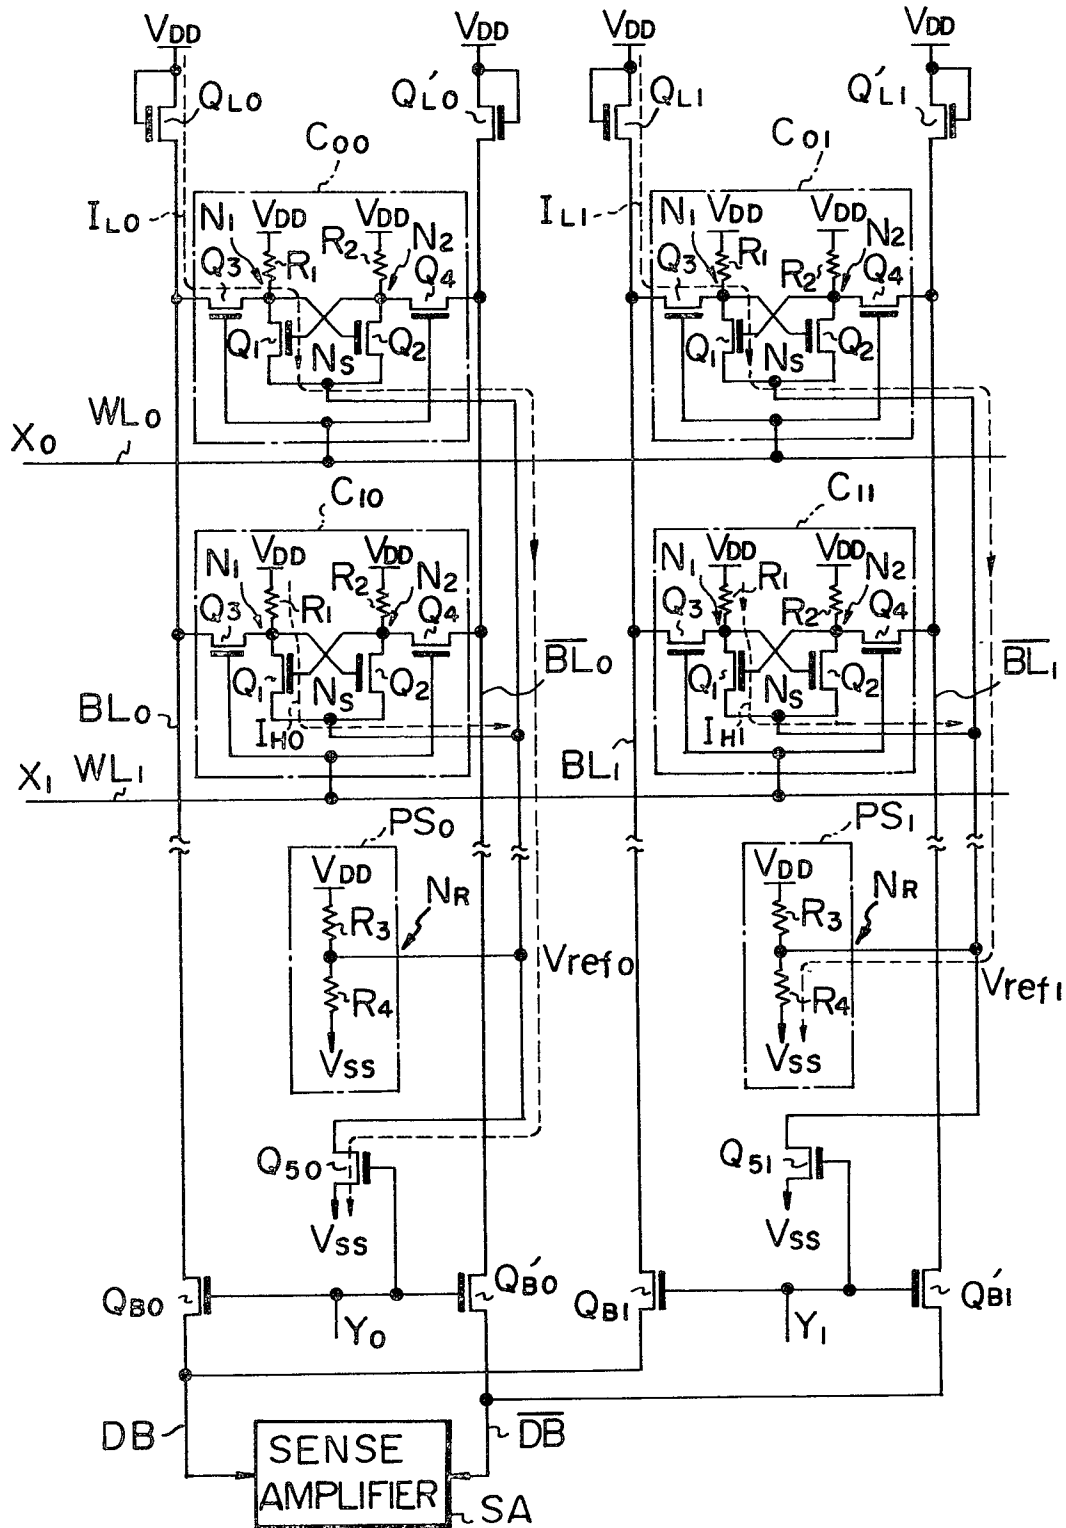 VDD VDD VDD VDD
QL0 Q'L0 QL1 Q'L1
C00 C01
IL0 N1 VDD VDD N2 IL1 N1 VDD VDD N2
Q3 R1 R2 Q4 Q3 R1 R2 Q4
Q1 NS Q2 Q1 NS Q2
X0 WL0
C10 C11
N1 VDD VDD N2 N1 VDD VDD N2
Q3 R1 R2 Q4 Q3 R1 R2 Q4
Q1 NS Q2 B̅L̅0 Q1 NS Q2 B̅L̅1
BL0 IH0 BL1 IH1
X1 WL1
PS0 PS1
VDD NR VDD NR
R3 R3
Vref0 Vref1
R4 R4
VSS VSS
Q50 Q51
VSS VSS
QB0 Q'B0 QB1 Q'B1
Y0 Y1
DB D̅B̅
SENSE
AMPLIFIER
SA